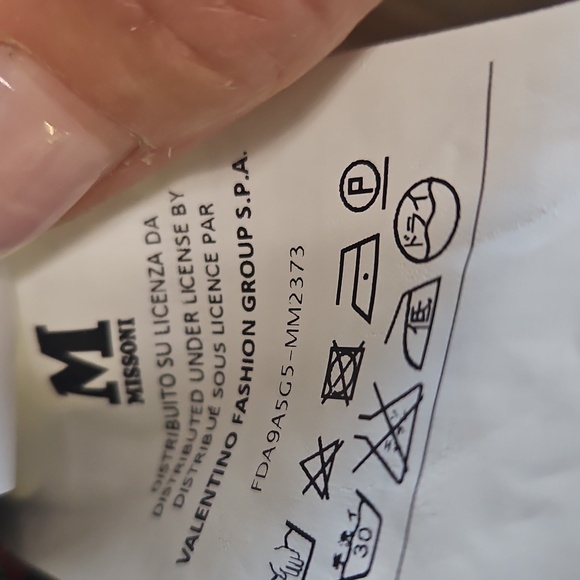 M
MISSONI
DISTRIBUITO SU LICENZA DA
DISTRIBUTED UNDER LICENSE BY
DISTRIBUÉ SOUS LICENCE PAR
VALENTINO FASHION GROUP S.P.A.
FDA9A5G5-MM2373
P
30
低
ドライ